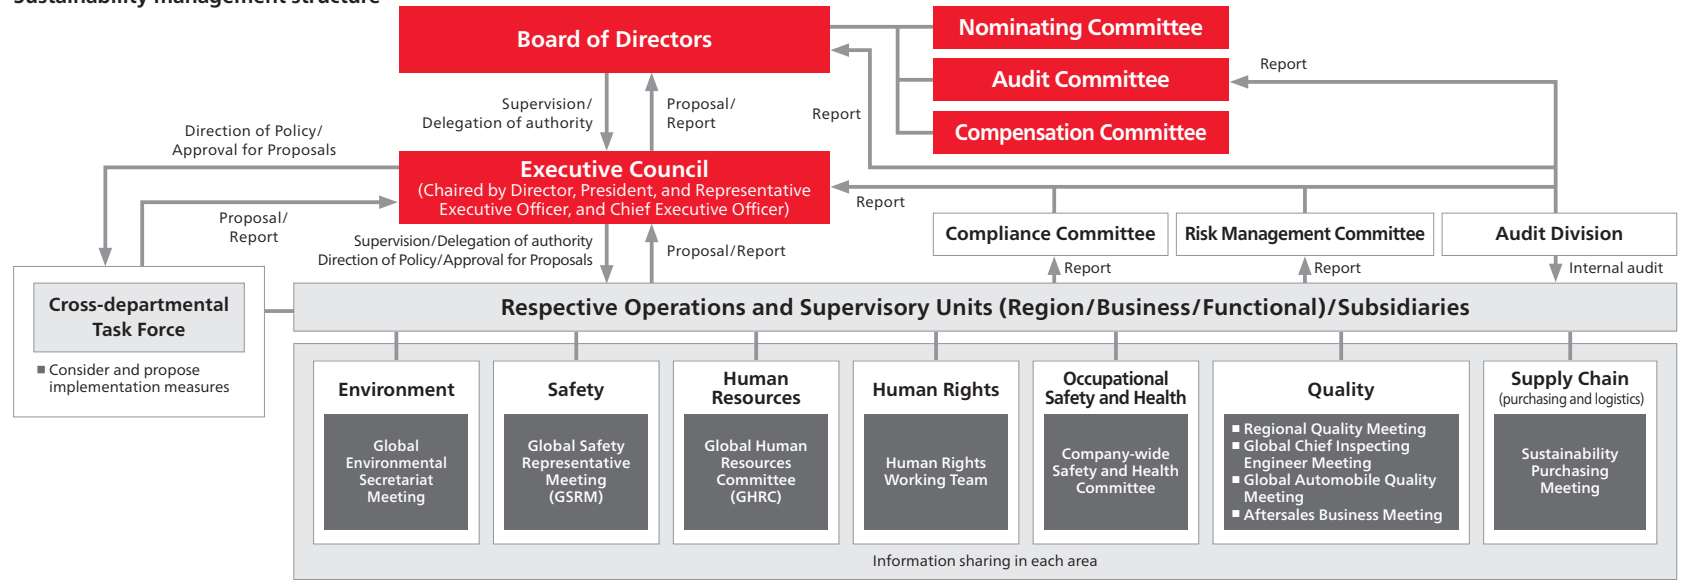 Sustainability management structure
Board of Directors
Nominating Committee
Audit Committee
Compensation Committee
Report
Report
Supervision/
Delegation of authority
Proposal/
Report
Direction of Policy/
Approval for Proposals
Executive Council
(Chaired by Director, President, and Representative
Executive Officer, and Chief Executive Officer)
Report
Proposal/
Report
Supervision/Delegation of authority
Direction of Policy/Approval for Proposals
Proposal/Report
Compliance Committee
Risk Management Committee
Audit Division
Report
Report
Internal audit
Cross-departmental
Task Force
■ Consider and propose
implementation measures
Respective Operations and Supervisory Units (Region/Business/Functional)/Subsidiaries
Environment
Global
Environmental
Secretariat
Meeting
Safety
Global Safety
Representative
Meeting
(GSRM)
Human
Resources
Global Human
Resources
Committee
(GHRC)
Human Rights
Human Rights
Working Team
Occupational
Safety and Health
Company-wide
Safety and Health
Committee
Quality
■ Regional Quality Meeting
■ Global Chief Inspecting
Engineer Meeting
■ Global Automobile Quality
Meeting
■ Aftersales Business Meeting
Supply Chain
(purchasing and logistics)
Sustainability
Purchasing
Meeting
Information sharing in each area